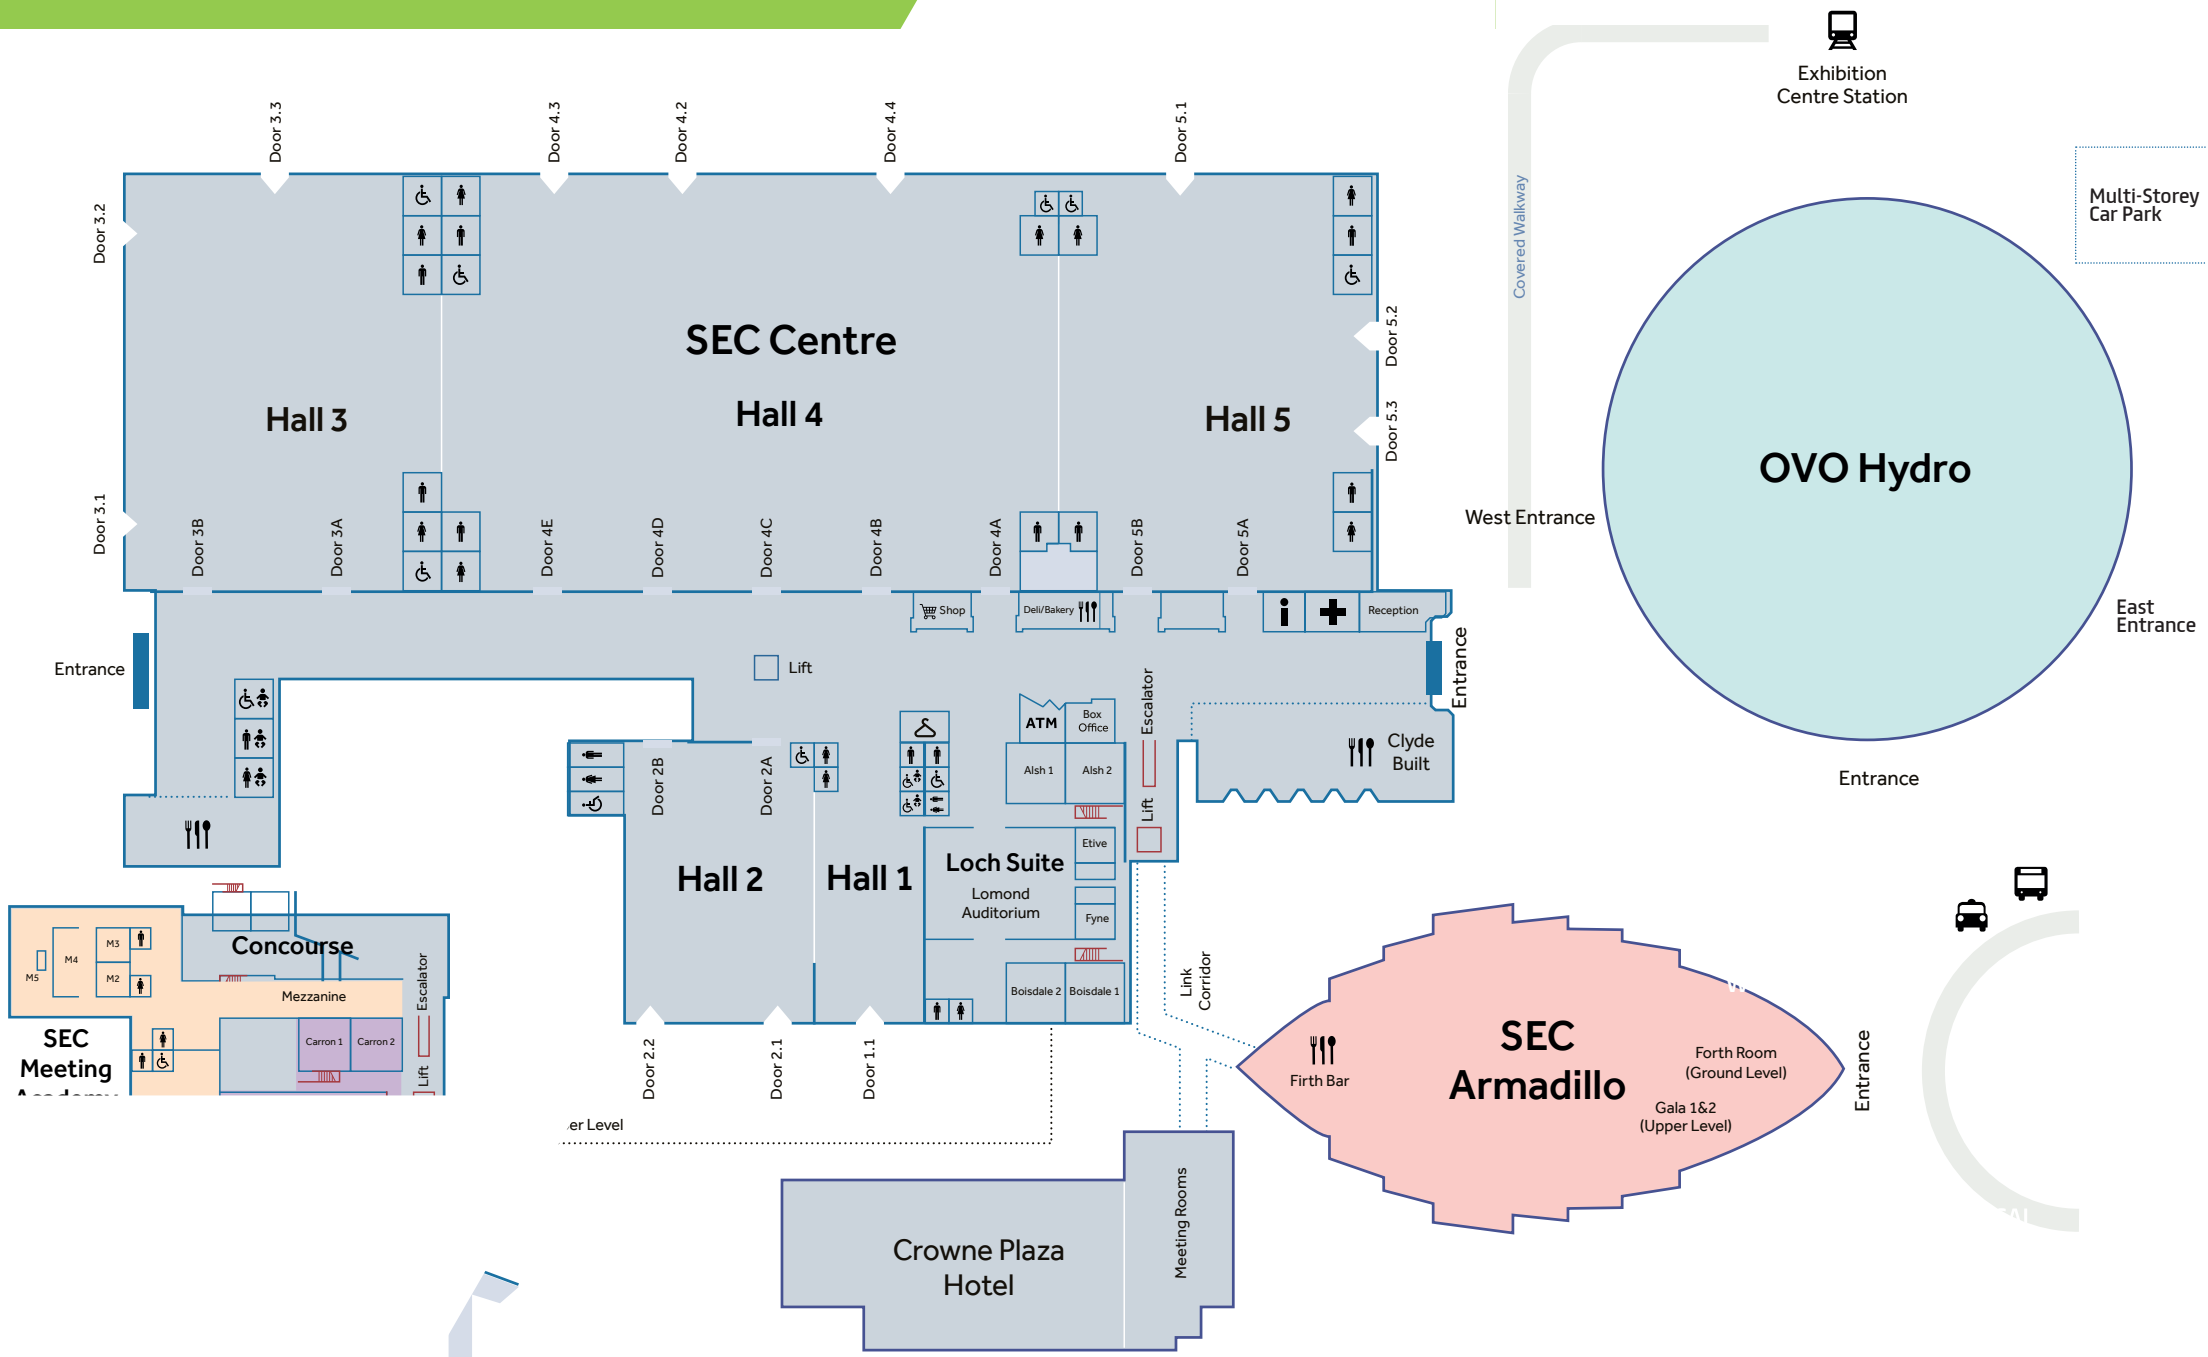 Exhibition
Centre Station
Door 3.3
Door 4.3
Door 4.2
Door 4.4
Door 5.1
Door 3.2
Door 3.1
Covered Walkway
Multi-Storey
Car Park
SEC Centre
Hall 3
Hall 4
Hall 5
Door 5.2
Door 5.3
OVO Hydro
West Entrance
East
Entrance
Entrance
Door 3B
Door 3A
Door 4E
Door 4D
Door 4C
Door 4B
Door 4A
Door 5B
Door 5A
Shop
Deli/Bakery
Reception
Entrance
Lift
Entrance
Escalator
ATM
Box
Office
Clyde
Built
Alsh 1
Alsh 2
Lift
Door 2B
Door 2A
Hall 2
Hall 1
Loch Suite
Lomond
Auditorium
Etive
Fyne
Boisdale 2
Boisdale 1
Link
Corridor
Door 2.2
Door 2.1
Door 1.1
er Level
Concourse
Mezzanine
M3
M4
M5
M2
Escalator
Carron 1
Carron 2
Lift
SEC
Meeting
SEC
Armadillo
Firth Bar
Forth Room
(Ground Level)
Gala 1&2
(Upper Level)
Entrance
Crowne Plaza
Hotel
Meeting Rooms